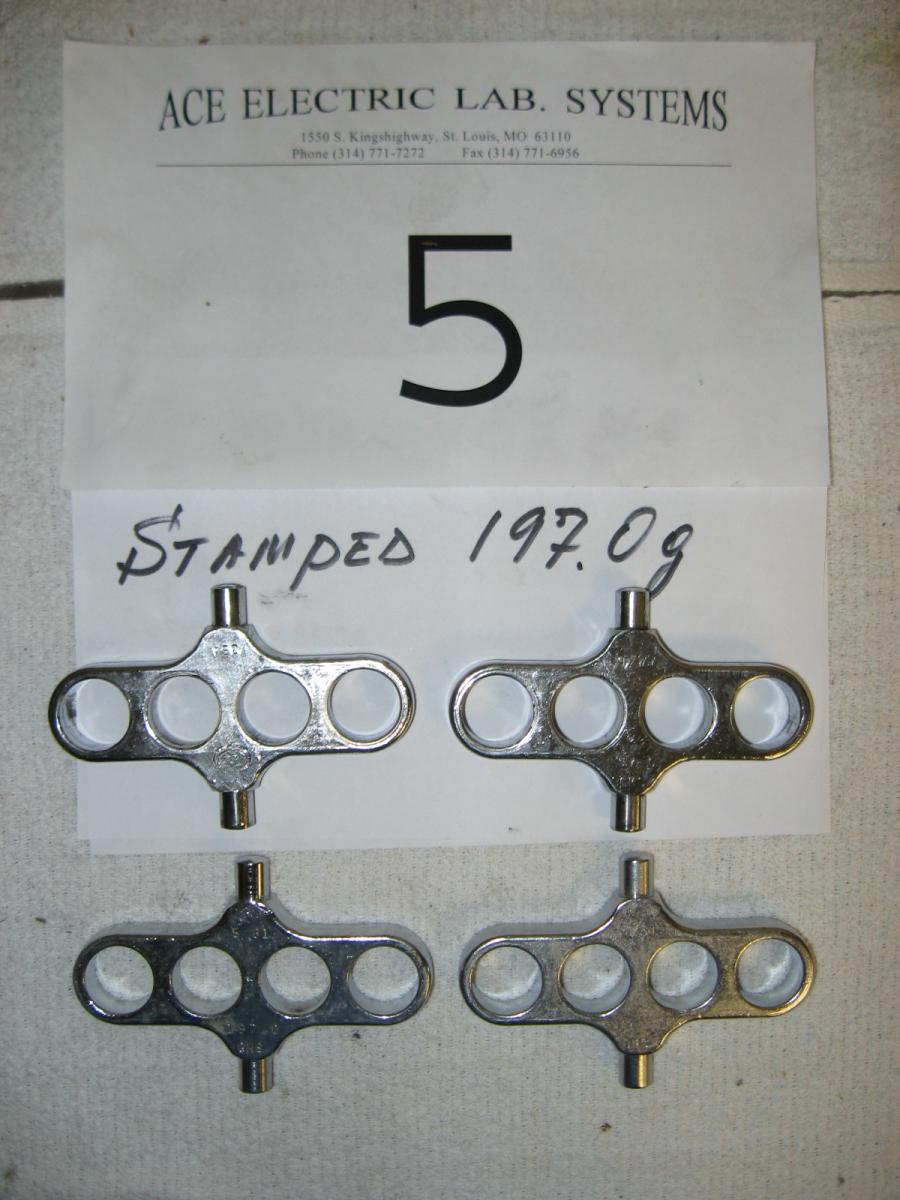 ACE ELECTRIC LAB. SYSTEMS
1550 S. Kingshighway, St. Louis, MO 63110
Phone (314) 771-7272 Fax (314) 771-6956
5
STAMPED 197.0g